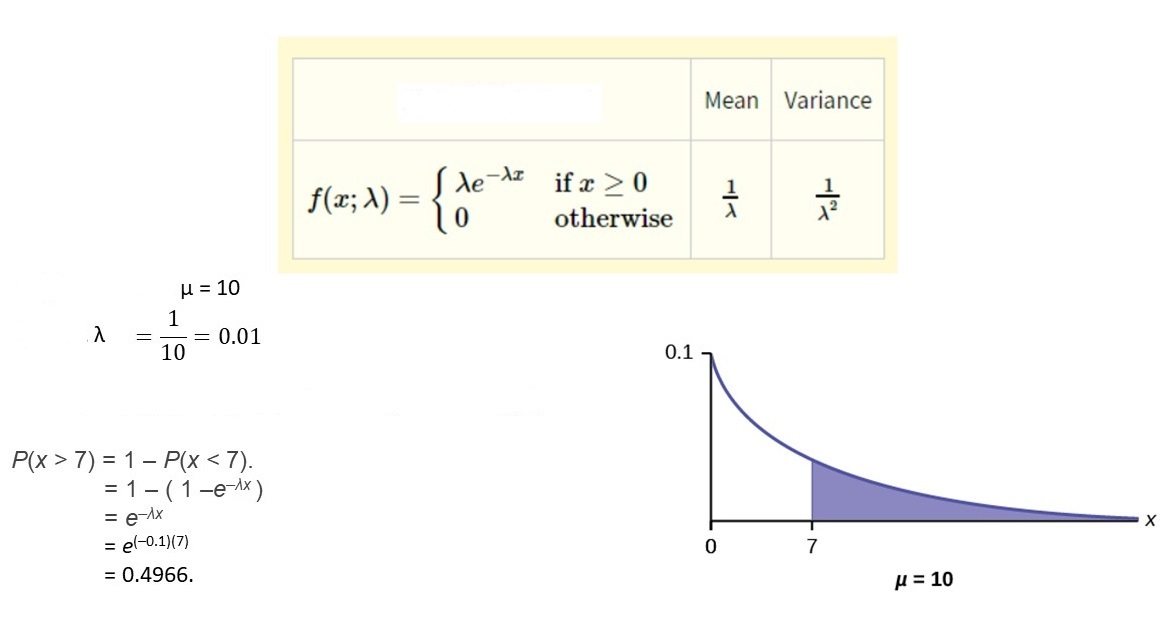 Mean Variance
f(x; λ) = { λe^{−λx} if x ≥ 0
0 otherwise
1/λ 1/λ²
μ = 10
λ = 1/10 = 0.01
P(x > 7) = 1 – P(x < 7).
= 1 – ( 1 –e^{–λx} )
= e^{–λx}
= e^{(–0.1)(7)}
= 0.4966.
0.1
x
0 7
μ = 10